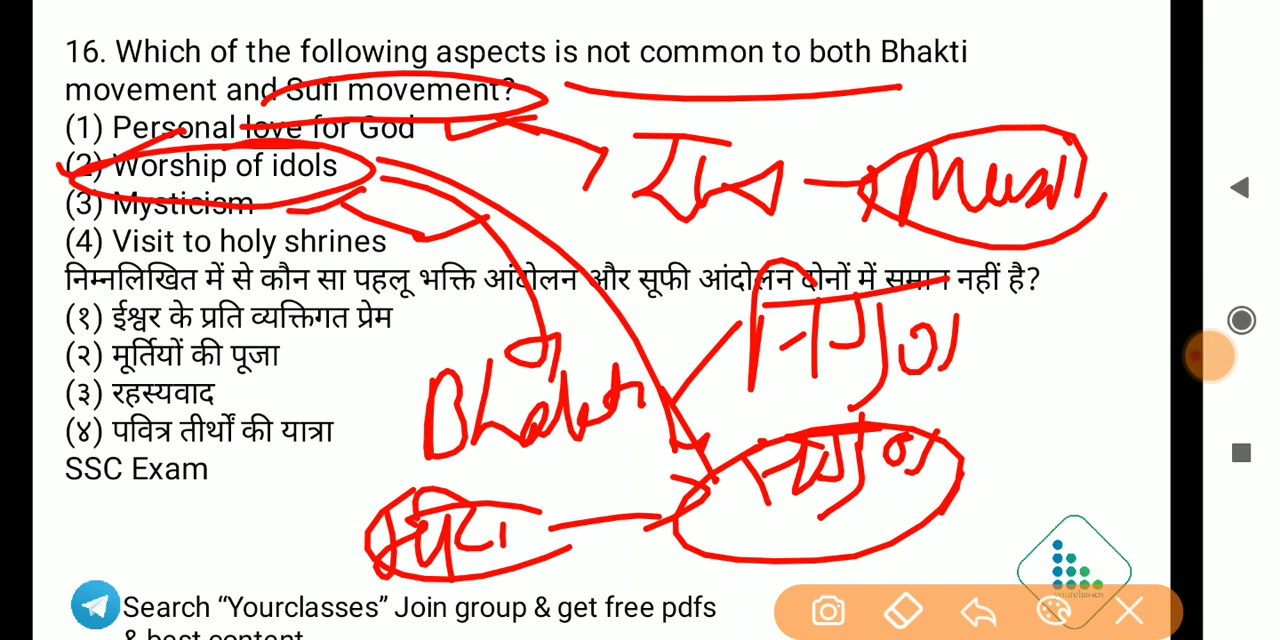 16. Which of the following aspects is not common to both Bhakti
movement and Sufi movement?
(1) Personal love for God
(2) Worship of idols
(3) Mysticism
(4) Visit to holy shrines
निम्नलिखित में से कौन सा पहलू भक्ति आंदोलन और सूफी आंदोलन दोनों में समान नहीं है?
(१) ईश्वर के प्रति व्यक्तिगत प्रेम
(२) मूर्तियों की पूजा
(३) रहस्यवाद
(४) पवित्र तीर्थों की यात्रा
SSC Exam
निर्गुण
Bhakti
Search “Yourclasses” Join group & get free pdfs
& best content